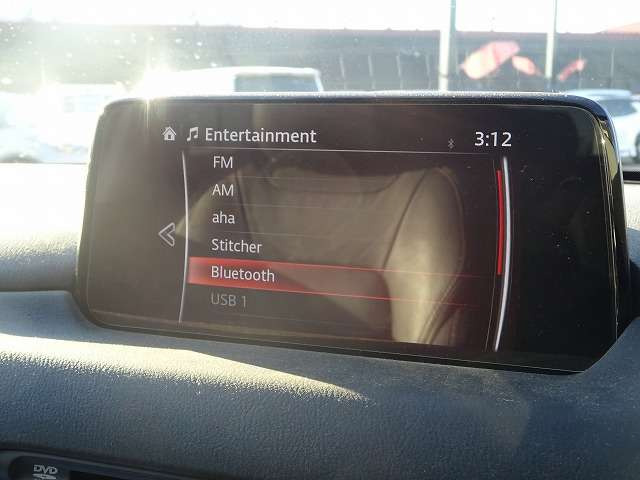 Entertainment
3:12
FM
AM
aha
Stitcher
Bluetooth
USB 1
DVD